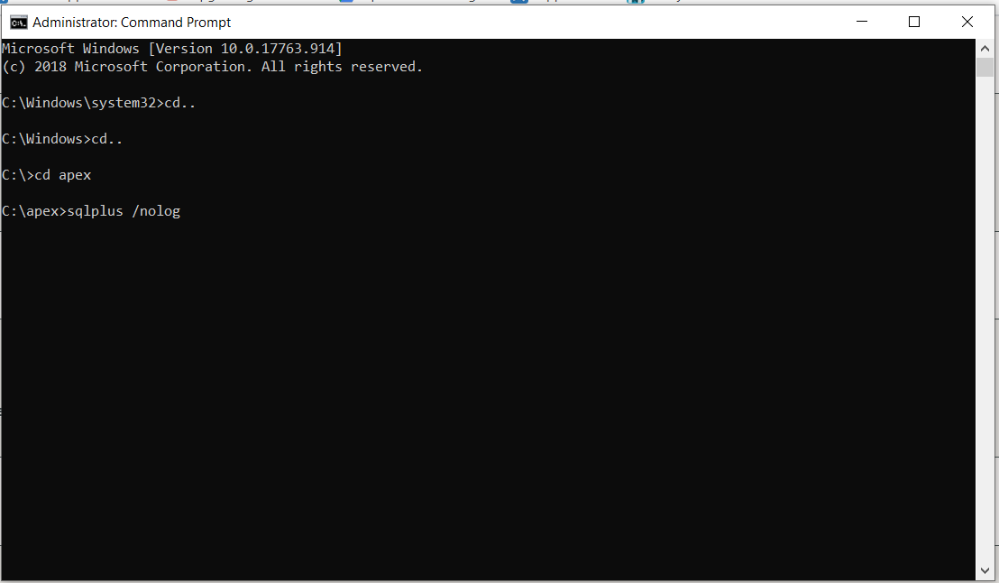 Administrator: Command Prompt
Microsoft Windows [Version 10.0.17763.914]
(c) 2018 Microsoft Corporation. All rights reserved.
C:\Windows\system32>cd..
C:\Windows>cd..
C:\>cd apex
C:\apex>sqlplus /nolog